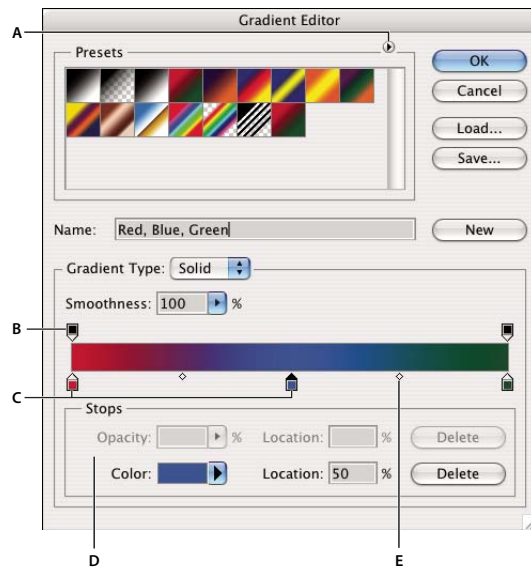 Gradient Editor
A
Presets
OK
Cancel
Load...
Save...
Name: Red, Blue, Green
New
Gradient Type: Solid
Smoothness: 100 %
B
C
Stops
Opacity: % Location: % Delete
Color: Location: 50 % Delete
D E